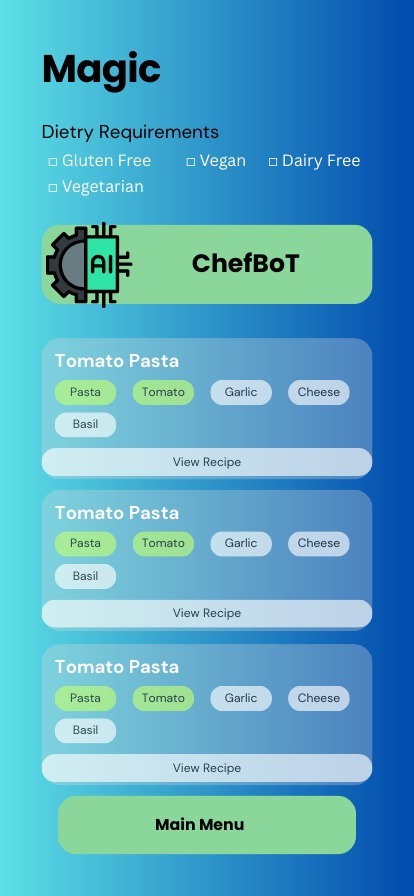 Magic
Dietry Requirements
□ Gluten Free □ Vegan □ Dairy Free
□ Vegetarian
AI ChefBoT
Tomato Pasta
Pasta Tomato Garlic Cheese
Basil
View Recipe
Tomato Pasta
Pasta Tomato Garlic Cheese
Basil
View Recipe
Tomato Pasta
Pasta Tomato Garlic Cheese
Basil
View Recipe
Main Menu